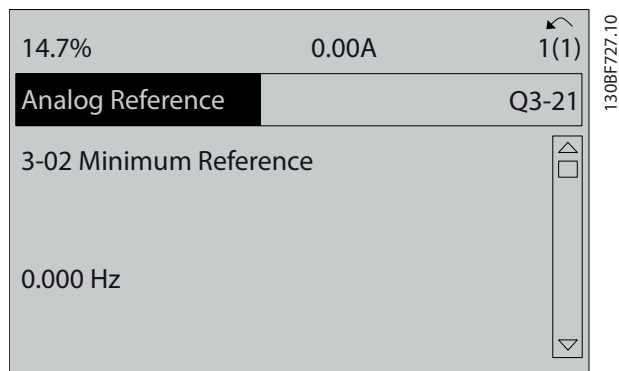 14.7% 0.00A 1(1)
Analog Reference Q3-21
3-02 Minimum Reference
0.000 Hz
130BF727.10